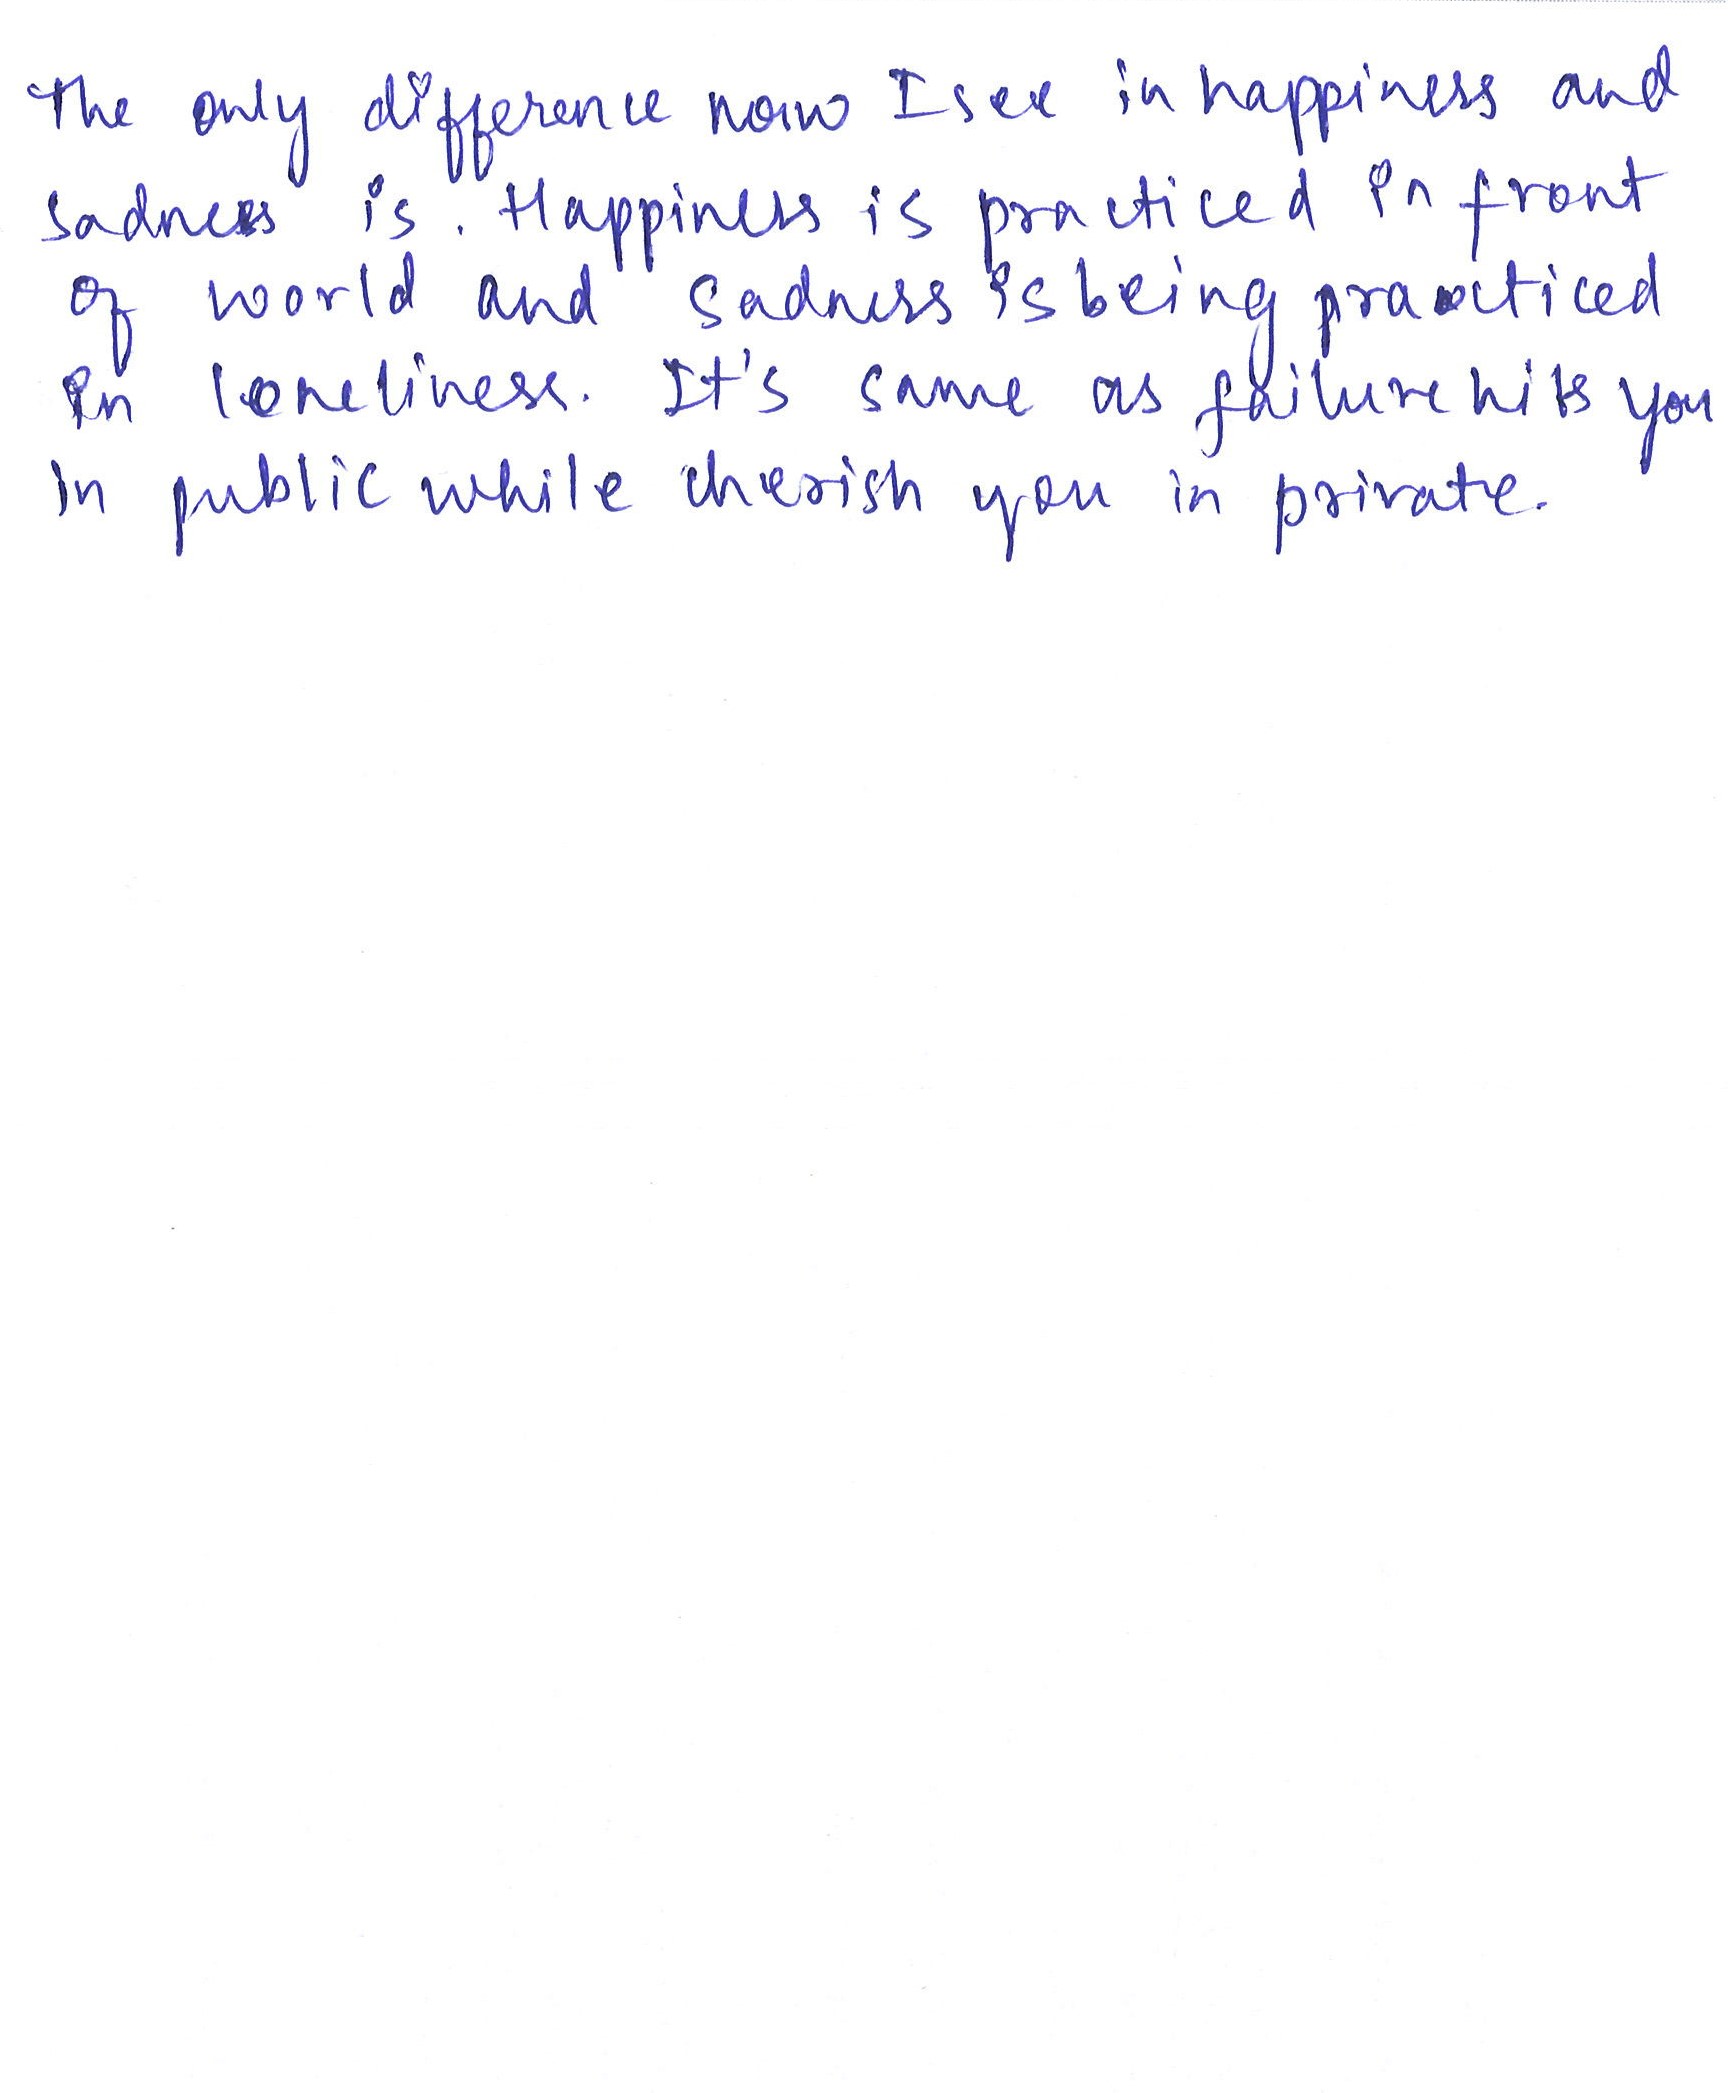 The only difference now I see in happiness and
sadness is. Happiness is practiced in front
of world and sadness is being practiced
in loneliness. It's same as failure hits you
in public while cherish you in private.